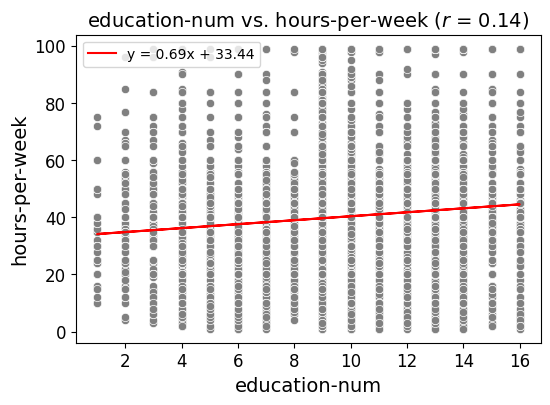 education-num vs. hours-per-week (r = 0.14)
y = 0.69x + 33.44
hours-per-week
100
80
60
40
20
0
2 4 6 8 10 12 14 16
education-num